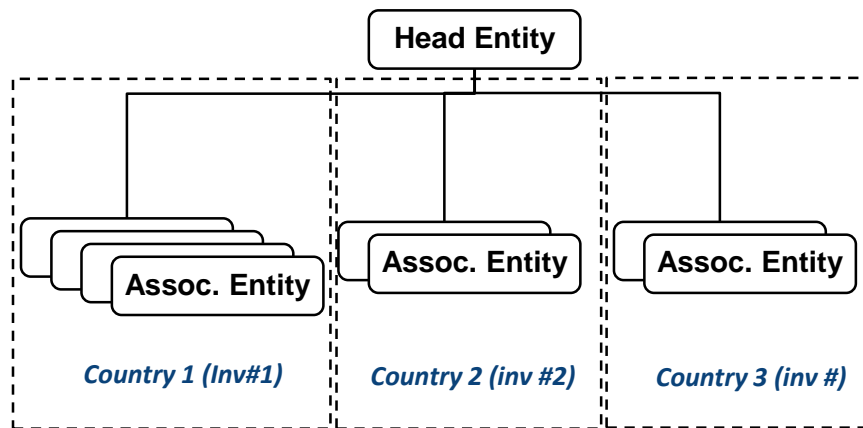 Head Entity
Assoc. Entity
Assoc. Entity
Assoc. Entity
Country 1 (Inv#1)
Country 2 (inv #2)
Country 3 (inv #)